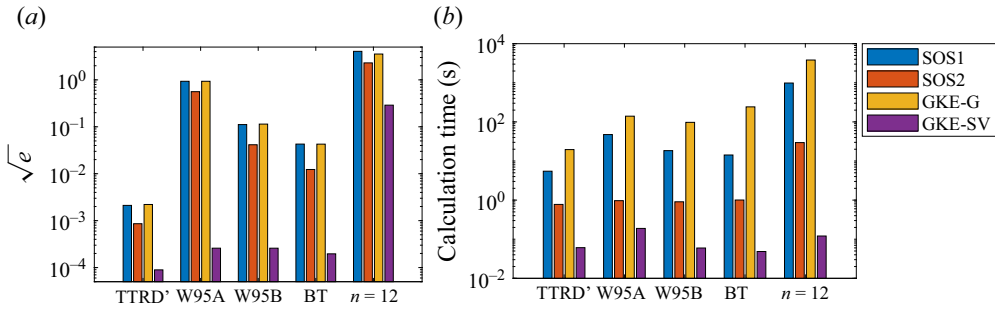 (a)
(b)
√e
10^0
10^-1
10^-2
10^-3
10^-4
TTRD’ W95A W95B BT n = 12
Calculation time (s)
10^4
10^2
10^0
10^-2
TTRD’ W95A W95B BT n = 12
SOS1
SOS2
GKE-G
GKE-SV